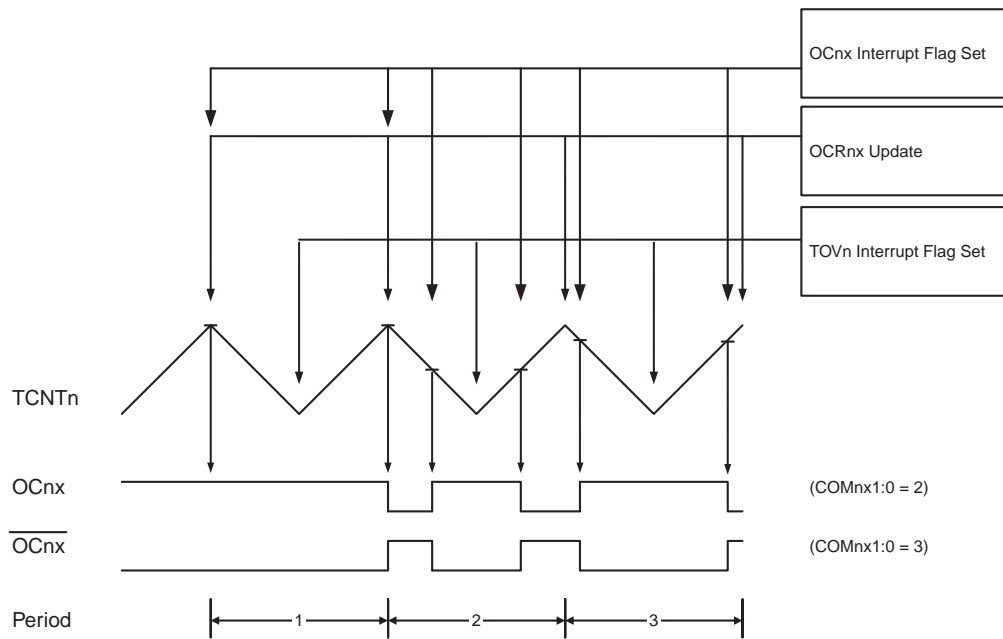 OCnx Interrupt Flag Set
OCRnx Update
TOVn Interrupt Flag Set
TCNTn
OCnx
(COMnx1:0 = 2)
OCnx
(COMnx1:0 = 3)
Period
1
2
3